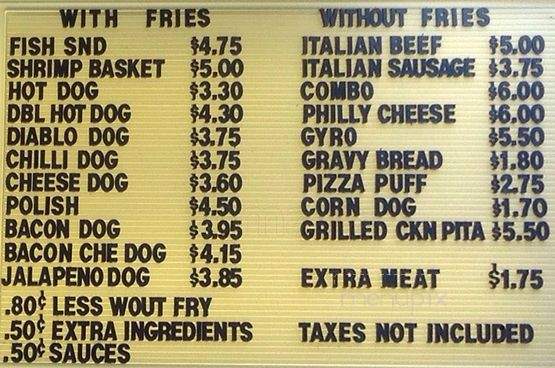 WITH FRIES
FISH SND $4.75
SHRIMP BASKET $5.00
HOT DOG $3.30
DBL HOT DOG $4.30
DIABLO DOG $3.75
CHILLI DOG $3.75
CHEESE DOG $3.60
POLISH $4.50
BACON DOG $3.95
BACON CHE DOG $4.15
JALAPENO DOG $3.85
.80¢ LESS WOUT FRY
.50¢ EXTRA INGREDIENTS
.50¢ SAUCES
WITHOUT FRIES
ITALIAN BEEF $5.00
ITALIAN SAUSAGE $3.75
COMBO $6.00
PHILLY CHEESE $6.00
GYRO $5.50
GRAVY BREAD $1.80
PIZZA PUFF $2.75
CORN DOG $1.70
GRILLED CKN PITA $5.50
EXTRA MEAT $1.75
TAXES NOT INCLUDED